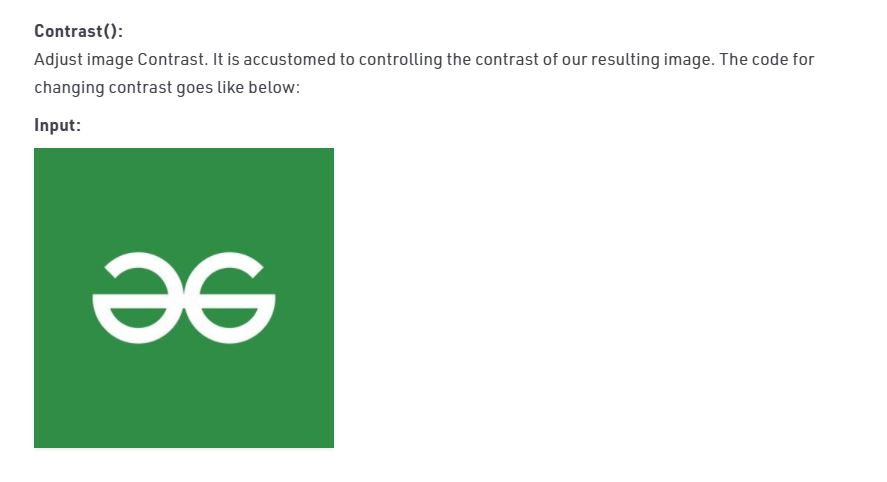 Contrast():
Adjust image Contrast. It is accustomed to controlling the contrast of our resulting image. The code for
changing contrast goes like below:
Input: